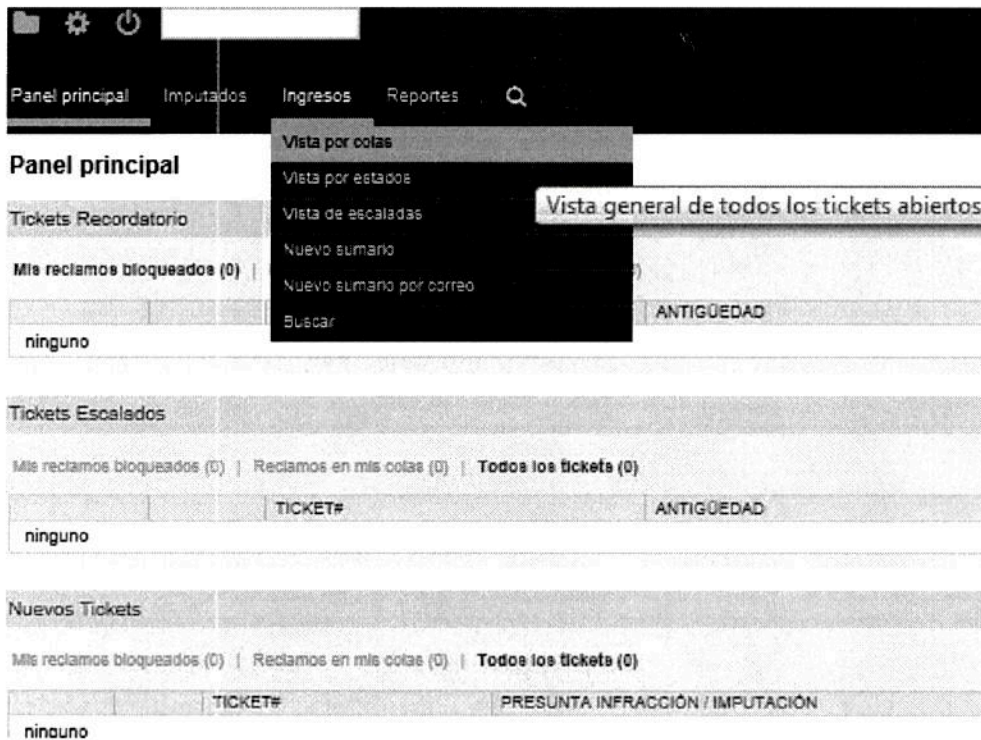 Panel principal Imputados Ingresos Reportes
Vista por colas
Vista por estados
Vista de escaladas
Nuevo sumario
Nuevo sumario por correo
Buscar
Vista general de todos los tickets abiertos
Panel principal
Tickets Recordatorio
Mis reclamos bloqueados (0) |
ANTIGÜEDAD
ninguno
Tickets Escalados
Mis reclamos bloqueados (0) | Reclamos en mis colas (0) | Todos los tickets (0)
TICKET# ANTIGÜEDAD
ninguno
Nuevos Tickets
Mis reclamos bloqueados (0) | Reclamos en mis colas (0) | Todos los tickets (0)
TICKET# PRESUNTA INFRACCIÓN / IMPUTACIÓN
ninguno